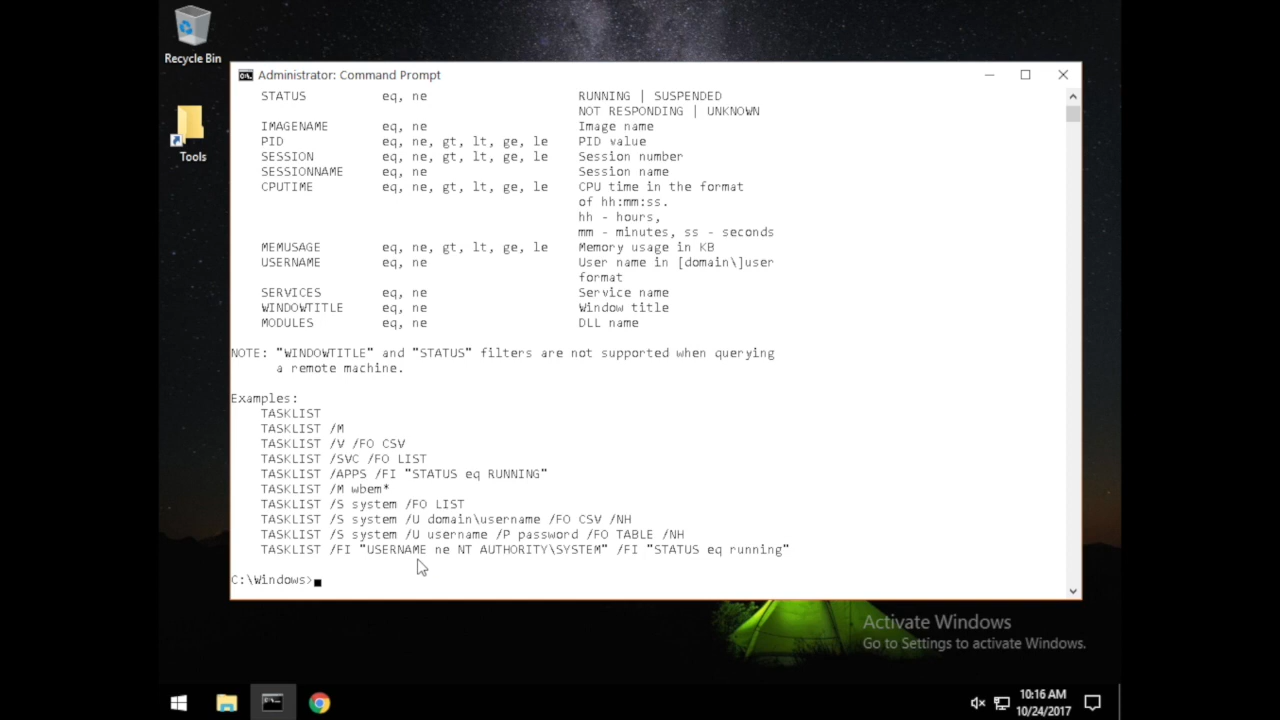 Recycle Bin
Tools
Administrator: Command Prompt
STATUS eq, ne RUNNING | SUSPENDED
NOT RESPONDING | UNKNOWN
IMAGENAME eq, ne Image name
PID eq, ne, gt, lt, ge, le PID value
SESSION eq, ne, gt, lt, ge, le Session number
SESSIONNAME eq, ne Session name
CPUTIME eq, ne, gt, lt, ge, le CPU time in the format
of hh:mm:ss.
hh - hours,
mm - minutes, ss - seconds
MEMUSAGE eq, ne, gt, lt, ge, le Memory usage in KB
USERNAME eq, ne User name in [domain\]user
format
SERVICES eq, ne Service name
WINDOWTITLE eq, ne Window title
MODULES eq, ne DLL name
NOTE: "WINDOWTITLE" and "STATUS" filters are not supported when querying
a remote machine.
Examples:
TASKLIST
TASKLIST /M
TASKLIST /V /FO CSV
TASKLIST /SVC /FO LIST
TASKLIST /APPS /FI "STATUS eq RUNNING"
TASKLIST /M wbem*
TASKLIST /S system /FO LIST
TASKLIST /S system /U domain\username /FO CSV /NH
TASKLIST /S system /U username /P password /FO TABLE /NH
TASKLIST /FI "USERNAME ne NT AUTHORITY\SYSTEM" /FI "STATUS eq running"
C:\Windows>
Activate Windows
Go to Settings to activate Windows.
10:16 AM
10/24/2017